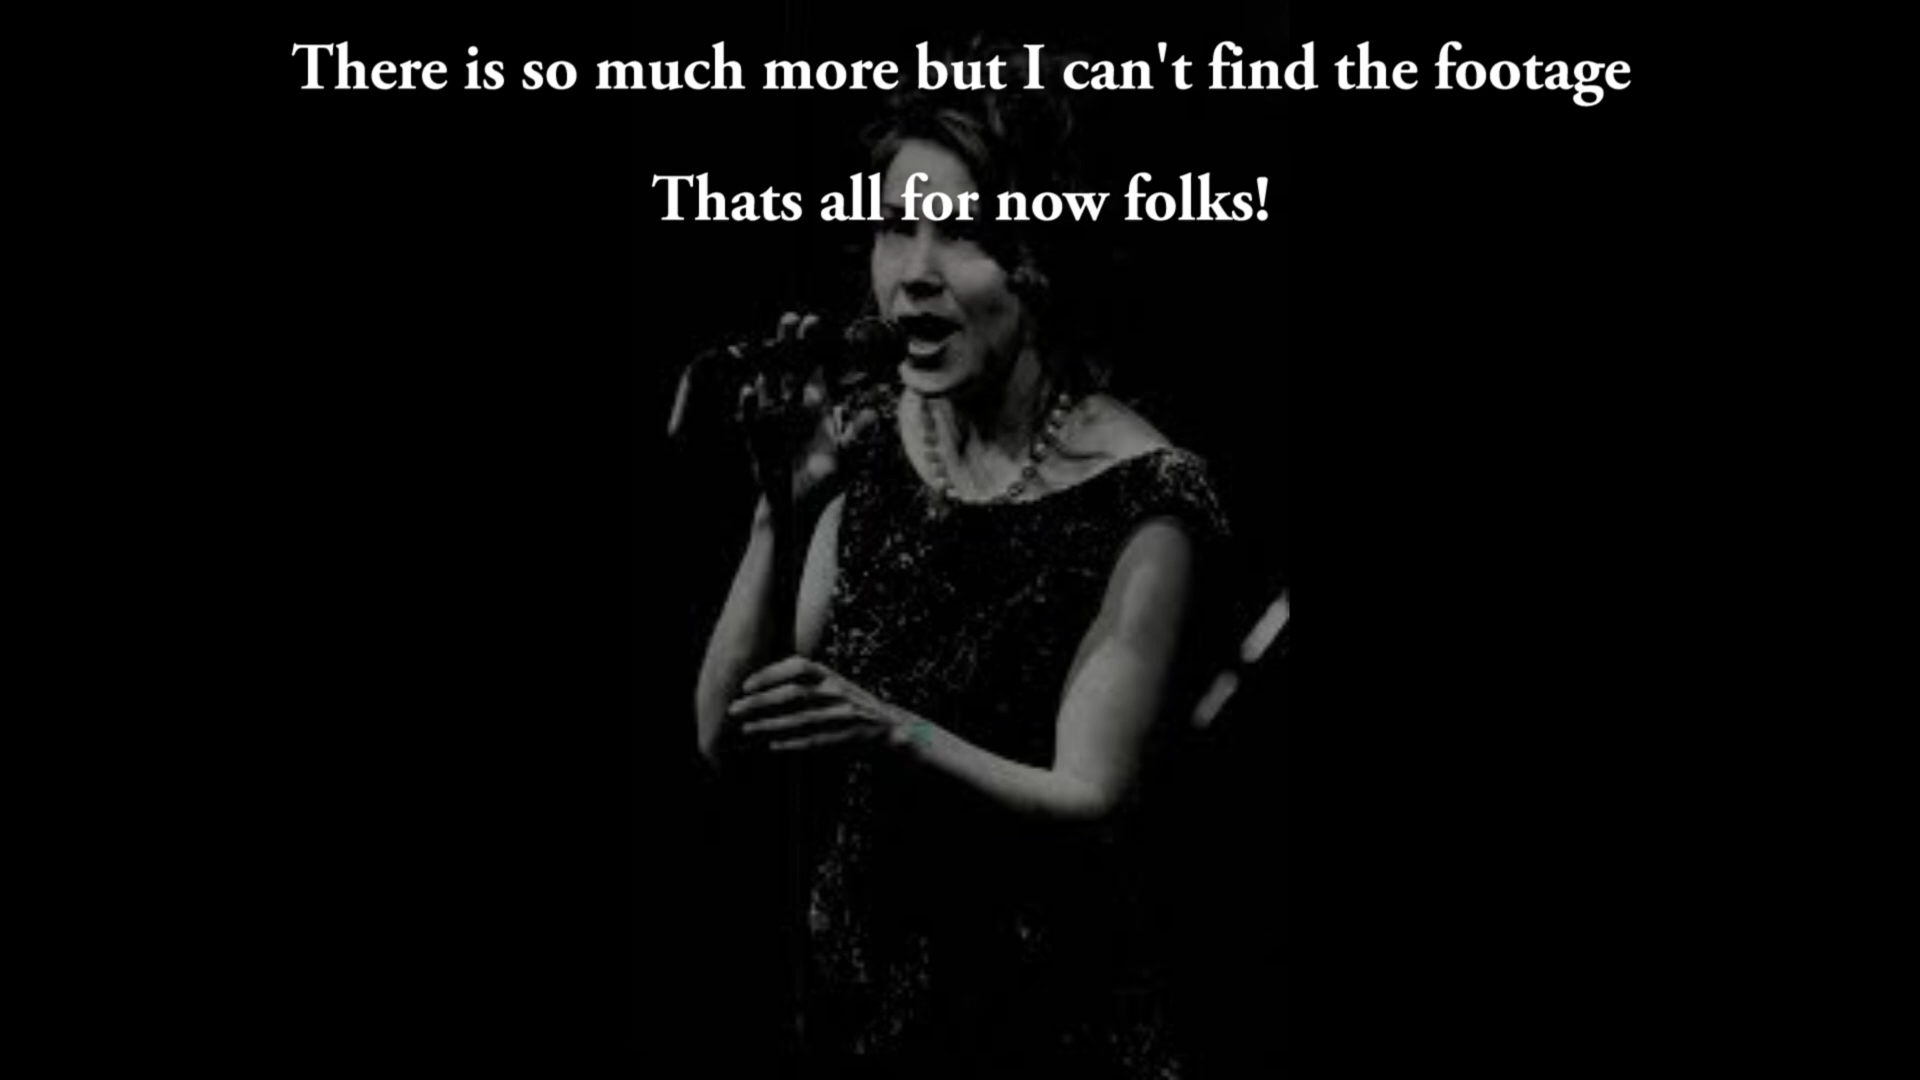 There is so much more but I can't find the footage
Thats all for now folks!